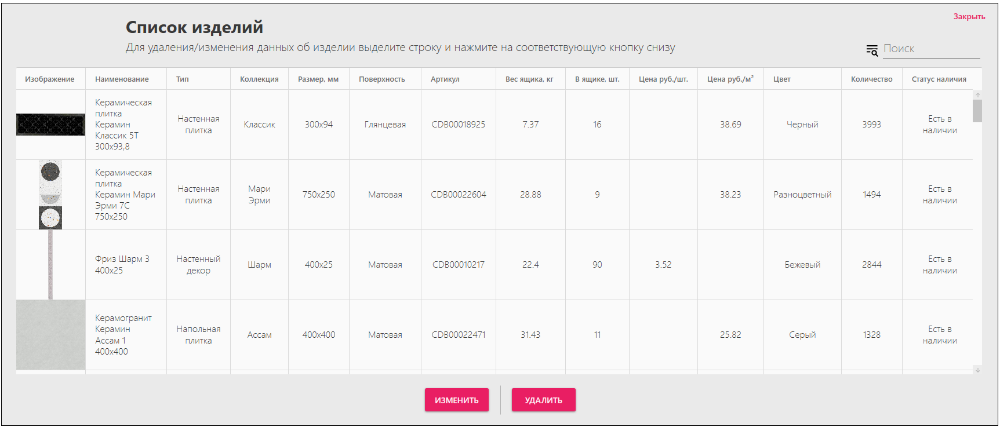 Закрыть
Список изделий
Для удаления/изменения данных об изделии выделите строку и нажмите на соответствующую кнопку снизу
Поиск
Изображение Наименование Тип Коллекция Размер, мм Поверхность Артикул Вес ящика, кг В ящике, шт. Цена руб./шт. Цена руб./м² Цвет Количество Статус наличия
Керамическая
плитка
Керамин
Классик 5Т
300х93,8
Настенная
плитка
Классик
300x94
Глянцевая
CDB00018925
7.37
16
38.69
Черный
3993
Есть в
наличии
Керамическая
плитка
Керамин Мари
Эрми 7С
750х250
Настенная
плитка
Мари
Эрми
750x250
Матовая
CDB00022604
28.88
9
38.23
Разноцветный
1494
Есть в
наличии
Фриз Шарм 3
400х25
Настенный
декор
Шарм
400x25
Матовая
CDB00010217
22.4
90
3.52
Бежевый
2844
Есть в
наличии
Керамогранит
Керамин
Ассам 1
400х400
Напольная
плитка
Ассам
400x400
Матовая
CDB00022471
31.43
11
25.82
Серый
1328
Есть в
наличии
ИЗМЕНИТЬ
УДАЛИТЬ